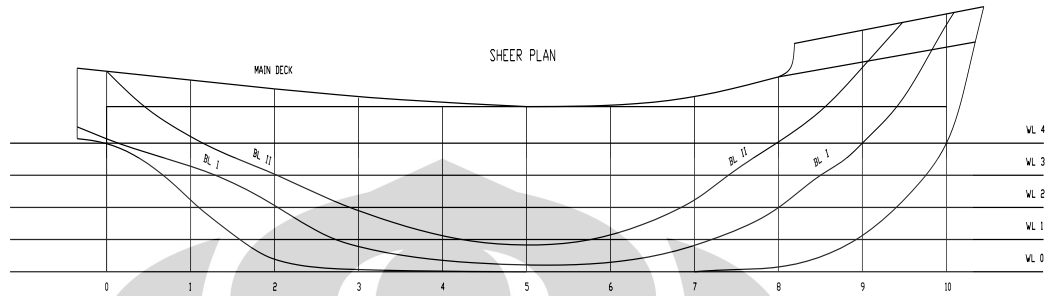 SHEER PLAN
MAIN DECK
WL 4
BL I
BL II
BL II
BL I
WL 3
WL 2
WL 1
WL 0
0 1 2 3 4 5 6 7 8 9 10